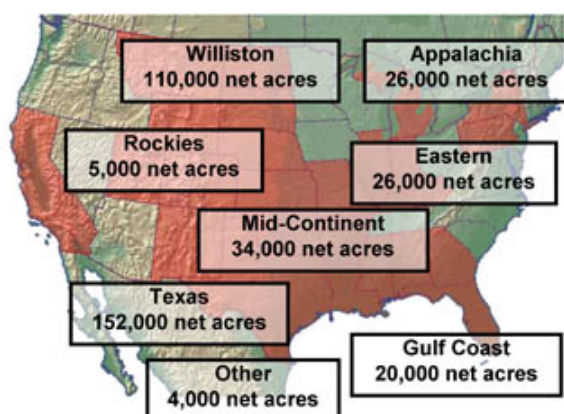 Williston
110,000 net acres
Appalachia
26,000 net acres
Rockies
5,000 net acres
Eastern
26,000 net acres
Mid-Continent
34,000 net acres
Texas
152,000 net acres
Gulf Coast
20,000 net acres
Other
4,000 net acres